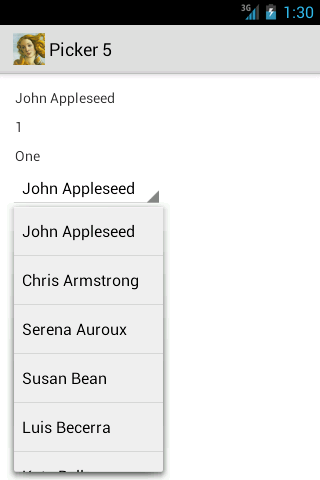 3G 1:30
Picker 5
John Appleseed
1
One
John Appleseed
John Appleseed
Chris Armstrong
Serena Auroux
Susan Bean
Luis Becerra